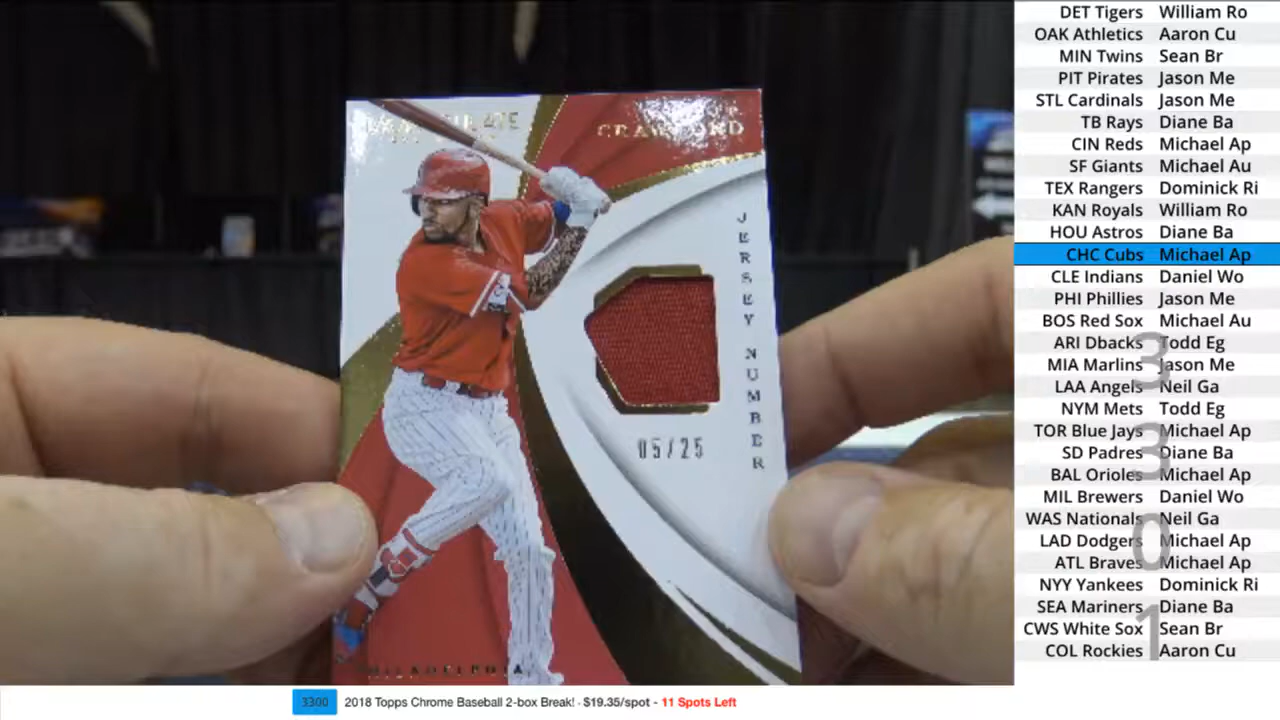 CRAWFORD
JERSEY NUMBER
05/25
PHILADELPHIA
DET Tigers William Ro
OAK Athletics Aaron Cu
MIN Twins Sean Br
PIT Pirates Jason Me
STL Cardinals Jason Me
TB Rays Diane Ba
CIN Reds Michael Ap
SF Giants Michael Au
TEX Rangers Dominick Ri
KAN Royals William Ro
HOU Astros Diane Ba
CHC Cubs Michael Ap
CLE Indians Daniel Wo
PHI Phillies Jason Me
BOS Red Sox Michael Au
ARI Dbacks Todd Eg
MIA Marlins Jason Me
LAA Angels Neil Ga
NYM Mets Todd Eg
TOR Blue Jays Michael Ap
SD Padres Diane Ba
BAL Orioles Michael Ap
MIL Brewers Daniel Wo
WAS Nationals Neil Ga
LAD Dodgers Michael Ap
ATL Braves Michael Ap
NYY Yankees Dominick Ri
SEA Mariners Diane Ba
CWS White Sox Sean Br
COL Rockies Aaron Cu
3
3
0
1
3300 2018 Topps Chrome Baseball 2-box Break! - $19.35/spot - 11 Spots Left